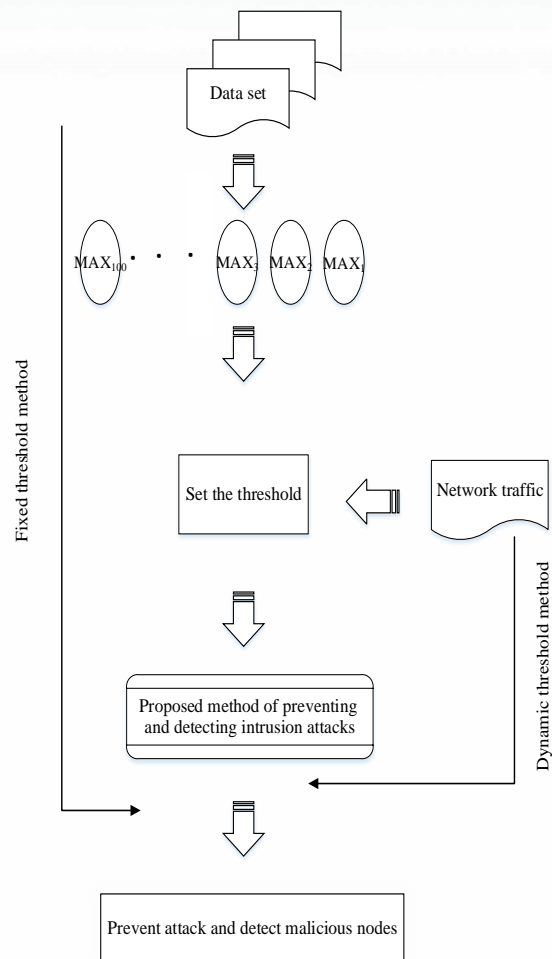 Data set
MAX₁₀₀ . . . MAX₃ MAX₂ MAX₁
Fixed threshold method
Set the threshold
Network traffic
Dynamic threshold method
Proposed method of preventing
and detecting intrusion attacks
Prevent attack and detect malicious nodes